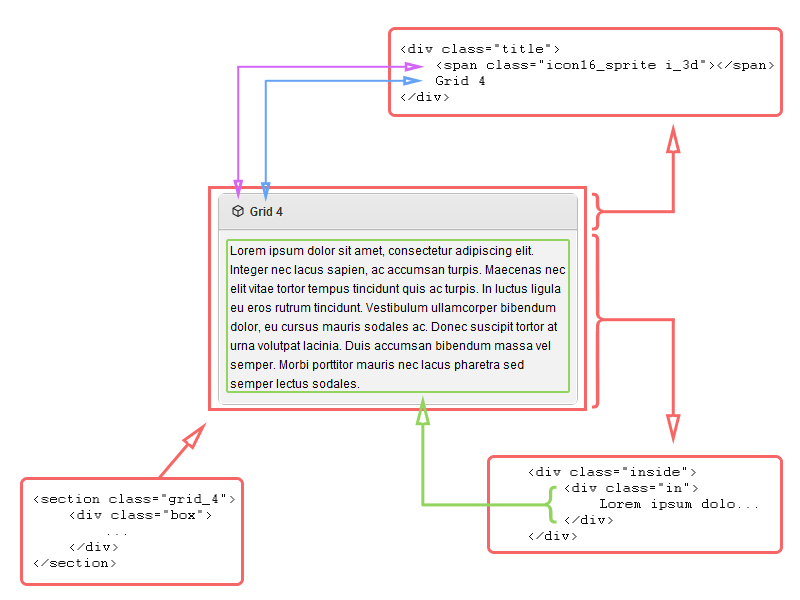 <div class="title">
<span class="icon16_sprite i_3d"></span>
Grid 4
</div>
Grid 4
Lorem ipsum dolor sit amet, consectetur adipiscing elit.
Integer nec lacus sapien, ac accumsan turpis. Maecenas nec
elit vitae tortor tempus tincidunt quis ac turpis. In luctus ligula
eu eros rutrum tincidunt. Vestibulum ullamcorper bibendum
dolor, eu cursus mauris sodales ac. Donec suscipit tortor at
urna volutpat lacinia. Duis accumsan bibendum massa vel
semper. Morbi porttitor mauris nec lacus pharetra sed
semper lectus sodales.
<section class="grid_4">
<div class="box">
...
</div>
</section>
<div class="inside">
<div class="in">
Lorem ipsum dolo...
</div>
</div>